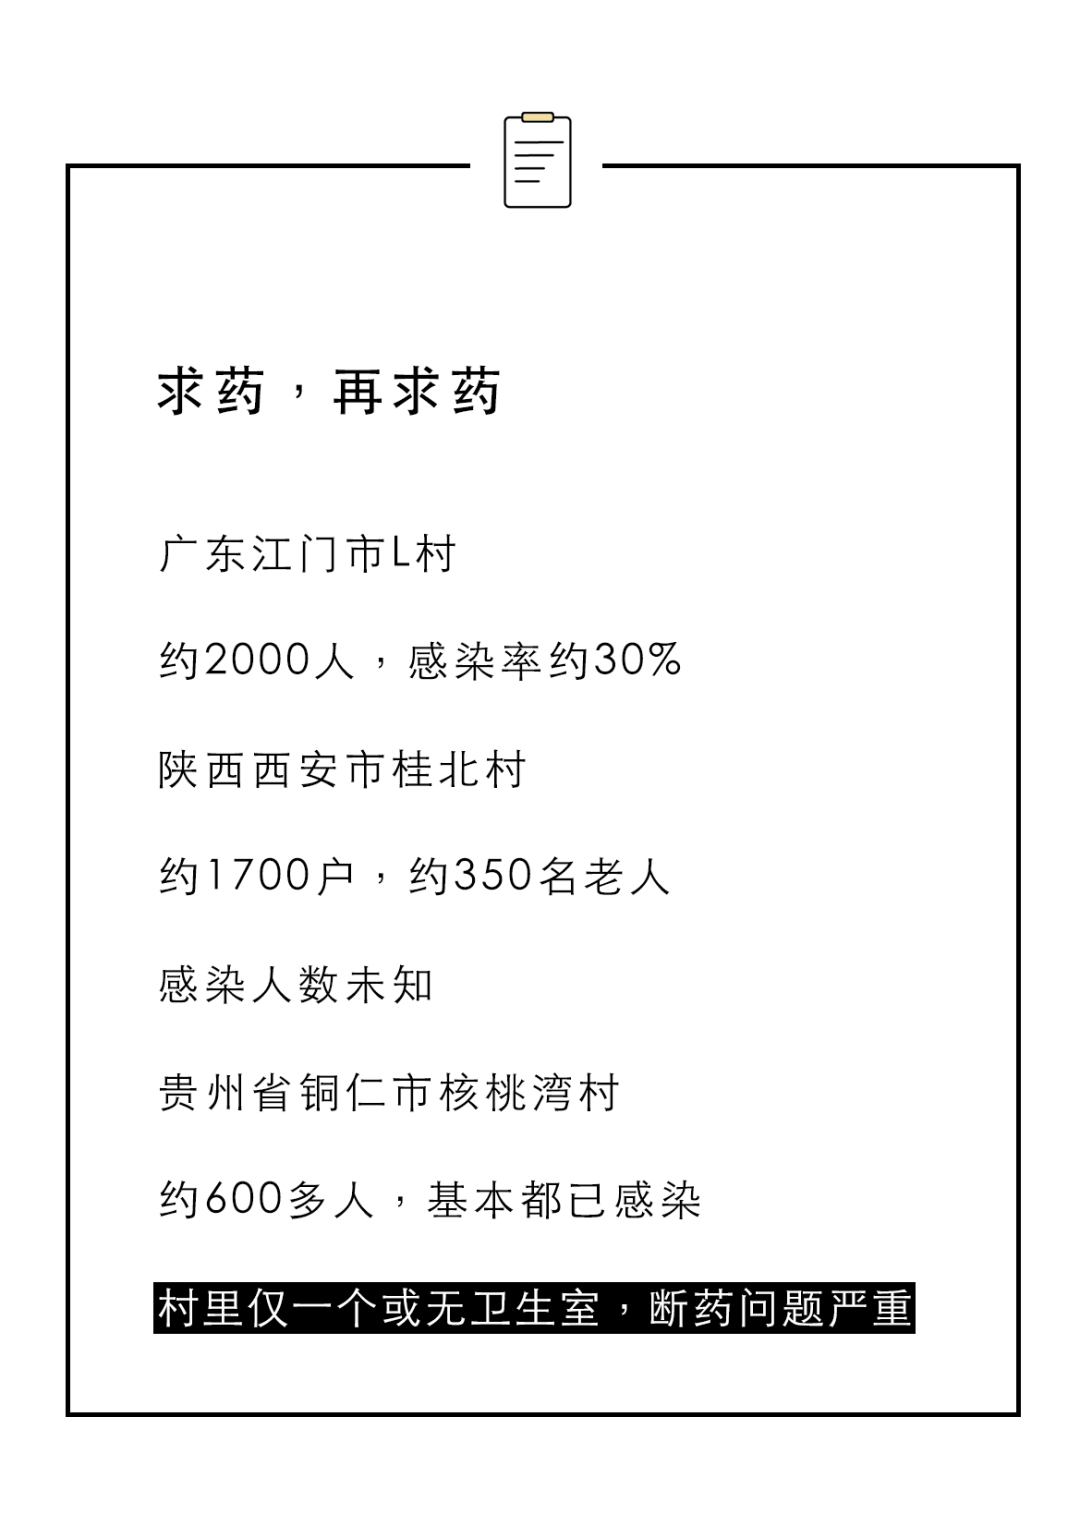 求药，再求药
广东江门市L村
约2000人，感染率约30%
陕西西安市桂北村
约1700户，约350名老人
感染人数未知
贵州省铜仁市核桃湾村
约600多人，基本都已感染
村里仅一个或无卫生室，断药问题严重